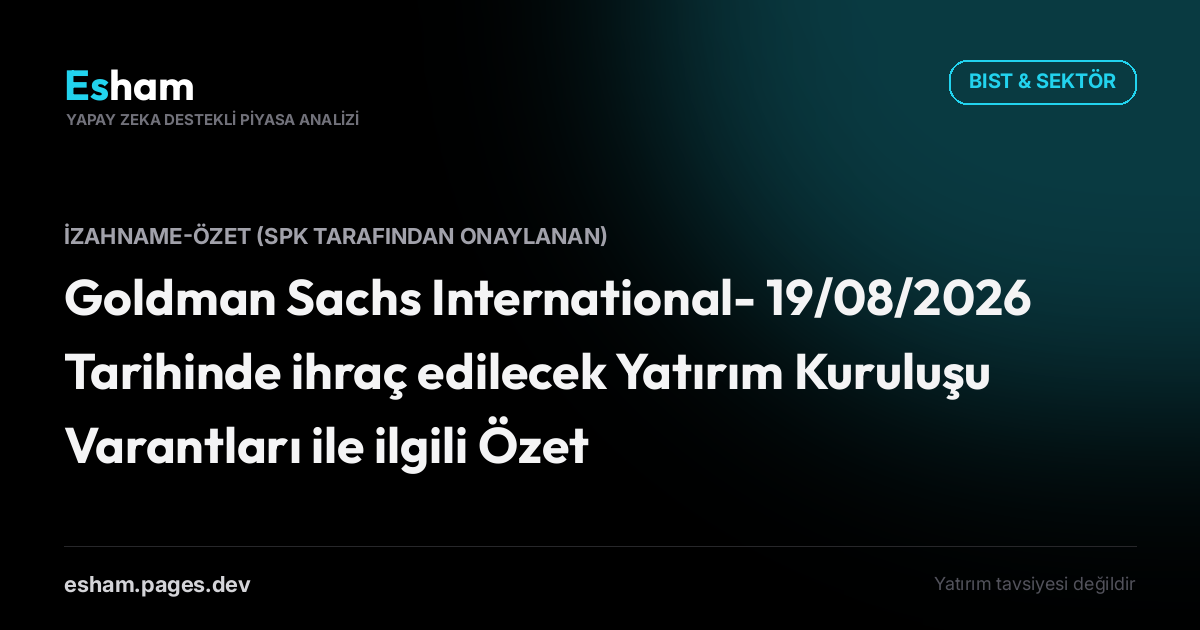 Esham
YAPAY ZEKA DESTEKLİ PİYASA ANALİZİ
BIST & SEKTÖR
İZAHNAME-ÖZET (SPK TARAFINDAN ONAYLANAN)
Goldman Sachs International- 19/08/2026
Tarihinde ihraç edilecek Yatırım Kuruluşu
Varantları ile ilgili Özet
esham.pages.dev
Yatırım tavsiyesi değildir